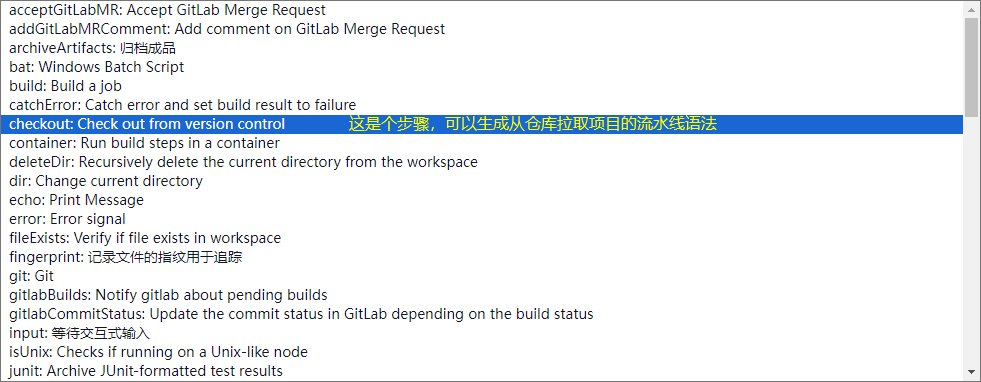 acceptGitLabMR: Accept GitLab Merge Request
addGitLabMRComment: Add comment on GitLab Merge Request
archiveArtifacts: 归档成品
bat: Windows Batch Script
build: Build a job
catchError: Catch error and set build result to failure
checkout: Check out from version control 这是个步骤，可以生成从仓库拉取项目的流水线语法
container: Run build steps in a container
deleteDir: Recursively delete the current directory from the workspace
dir: Change current directory
echo: Print Message
error: Error signal
fileExists: Verify if file exists in workspace
fingerprint: 记录文件的指纹用于追踪
git: Git
gitlabBuilds: Notify gitlab about pending builds
gitlabCommitStatus: Update the commit status in GitLab depending on the build status
input: 等待交互式输入
isUnix: Checks if running on a Unix-like node
junit: Archive JUnit-formatted test results